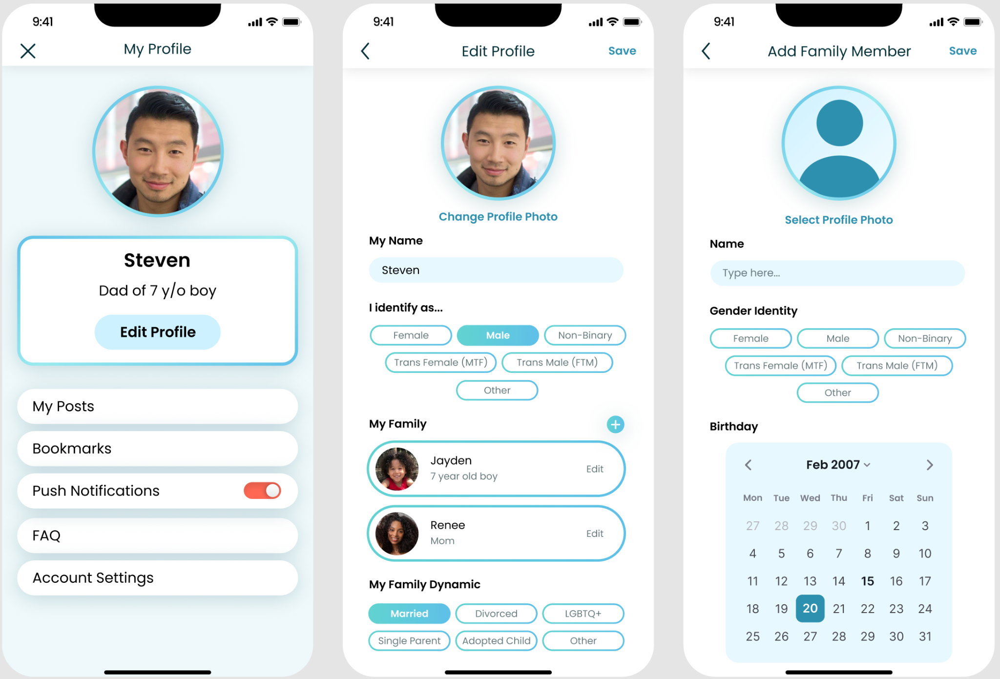 9:41
My Profile
Steven
Dad of 7 y/o boy
Edit Profile
My Posts
Bookmarks
Push Notifications
FAQ
Account Settings
9:41
Edit Profile Save
Change Profile Photo
My Name
Steven
I identify as...
Female Male Non-Binary
Trans Female (MTF) Trans Male (FTM)
Other
My Family
Jayden
7 year old boy
Edit
Renee
Mom
Edit
My Family Dynamic
Married Divorced LGBTQ+
Single Parent Adopted Child Other
9:41
Add Family Member Save
Select Profile Photo
Name
Type here...
Gender Identity
Female Male Non-Binary
Trans Female (MTF) Trans Male (FTM)
Other
Birthday
Feb 2007
Mon Tue Wed Thu Fri Sat Sun
27 28 29 30 1 2 3
4 5 6 7 8 9 10
11 12 13 14 15 16 17
18 19 20 21 22 23 24
25 26 27 28 29 30 31